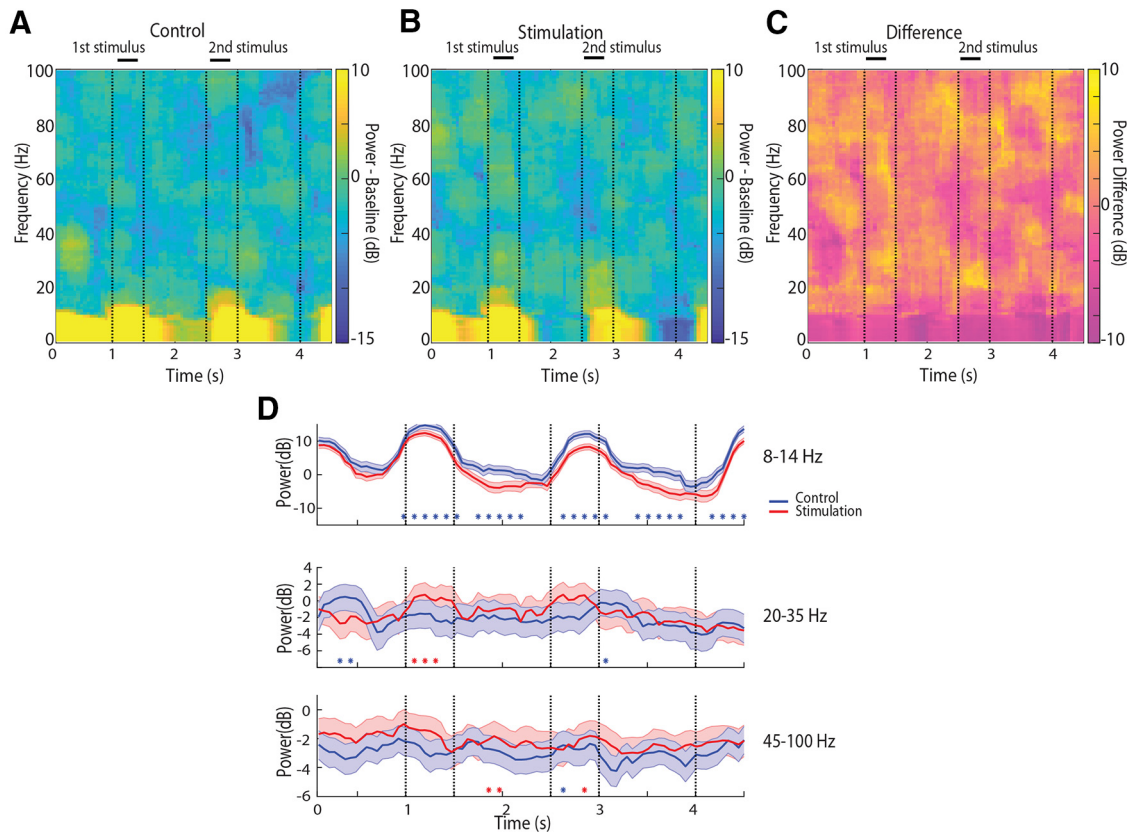 A
Control
1st stimulus
2nd stimulus
100
80
60
40
20
0
Frequency (Hz)
0
1
2
3
4
Time (s)
10
0
-15
Power - Baseline (dB)
B
Stimulation
1st stimulus
2nd stimulus
100
80
60
40
20
0
Frequency (Hz)
0
1
2
3
4
Time (s)
10
0
-15
Power - Baseline (dB)
C
Difference
1st stimulus
2nd stimulus
100
80
60
40
20
0
Frequency (Hz)
0
1
2
3
4
Time (s)
10
0
-10
Power Difference (dB)
D
10
0
-10
Power(dB)
8-14 Hz
Control
Stimulation
4
2
0
-2
-4
-6
Power(dB)
20-35 Hz
0
-2
-4
-6
Power(dB)
45-100 Hz
0
1
2
3
4
Time (s)